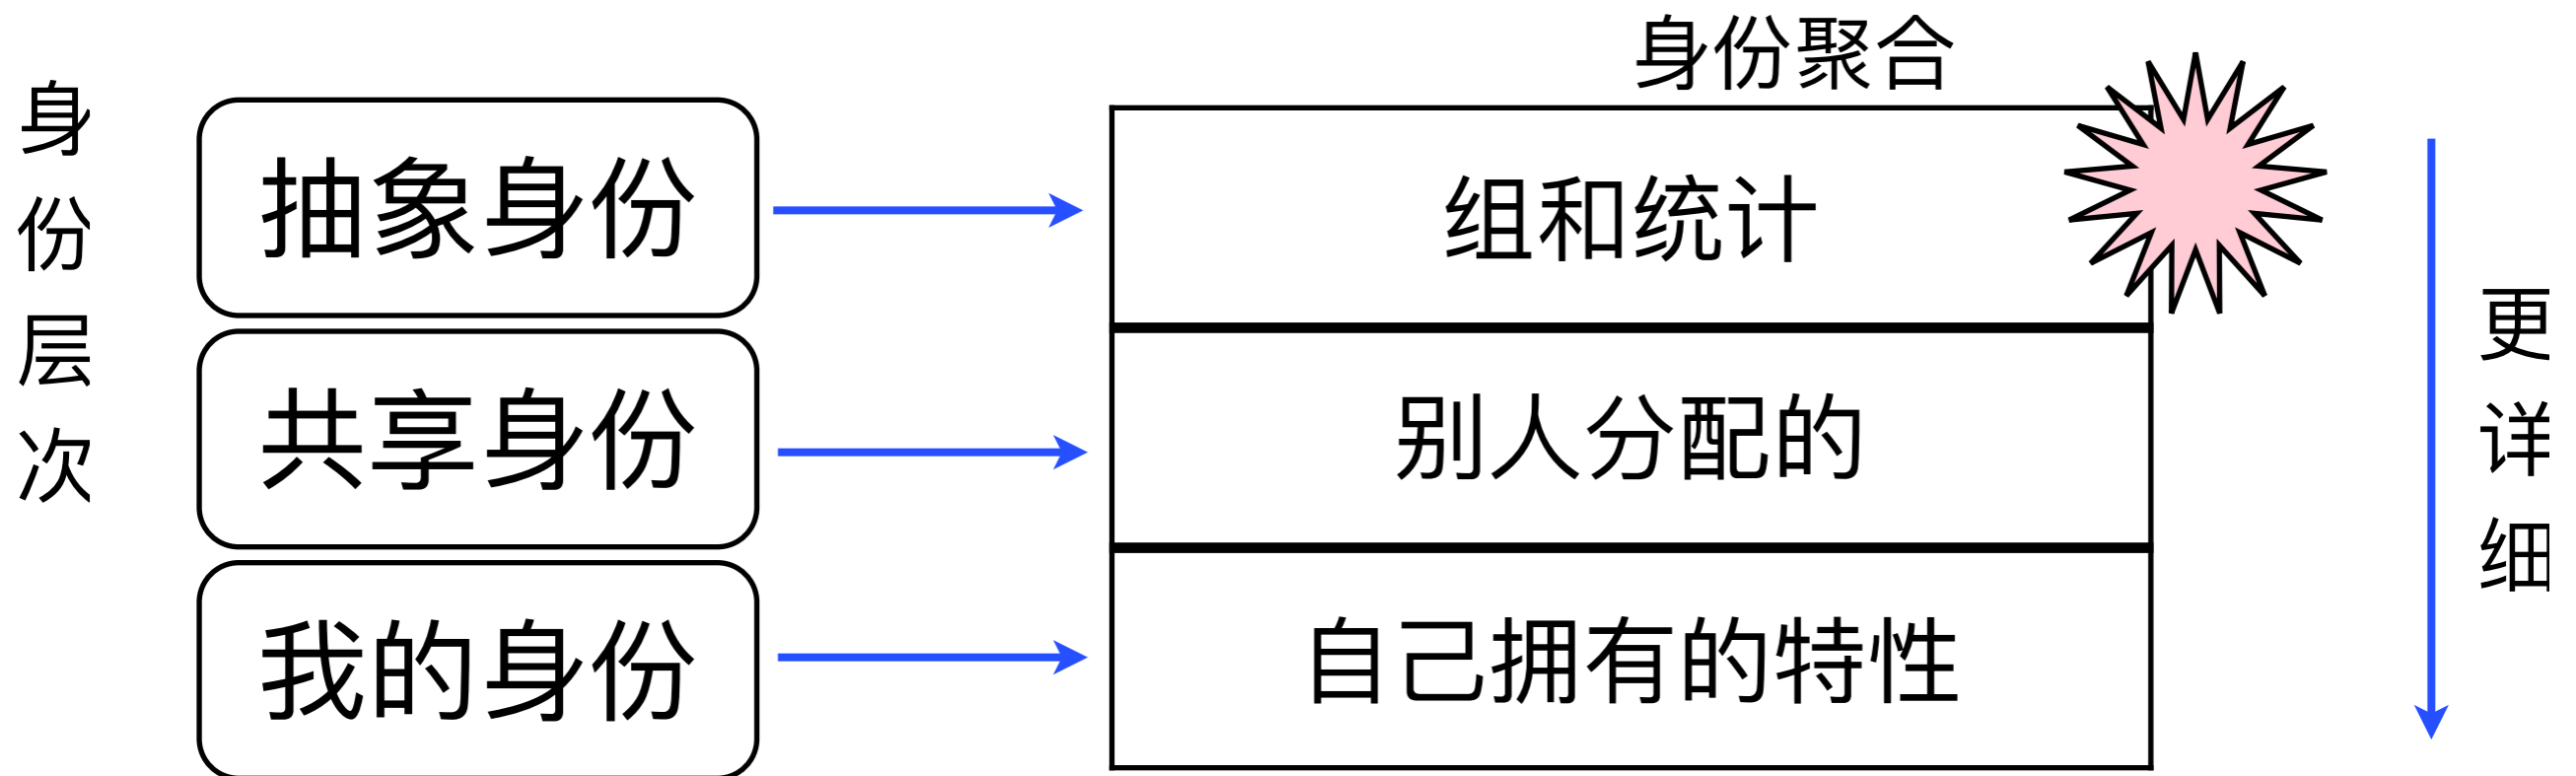 身份聚合
身份层次
抽象身份
组和统计
共享身份
别人分配的
我的身份
自己拥有的特性
更详细